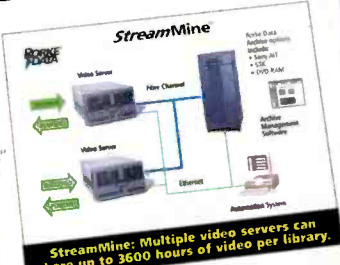 StreamMine
RORKE
DATA
Rorke Data
Archive options
include:
• Sony AIT
• STK
• DVD RAM
Video Server
Fibre Channel
Archive
Management
Software
Video Server
Ethernet
Automation System
StreamMine: Multiple video servers can
up to 3600 hours of video per library.